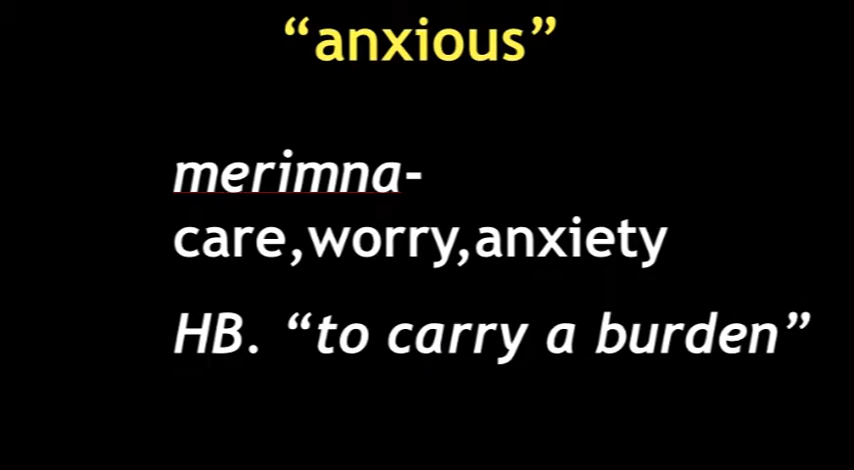 “anxious”
merimna-
care,worry,anxiety
HB. “to carry a burden”